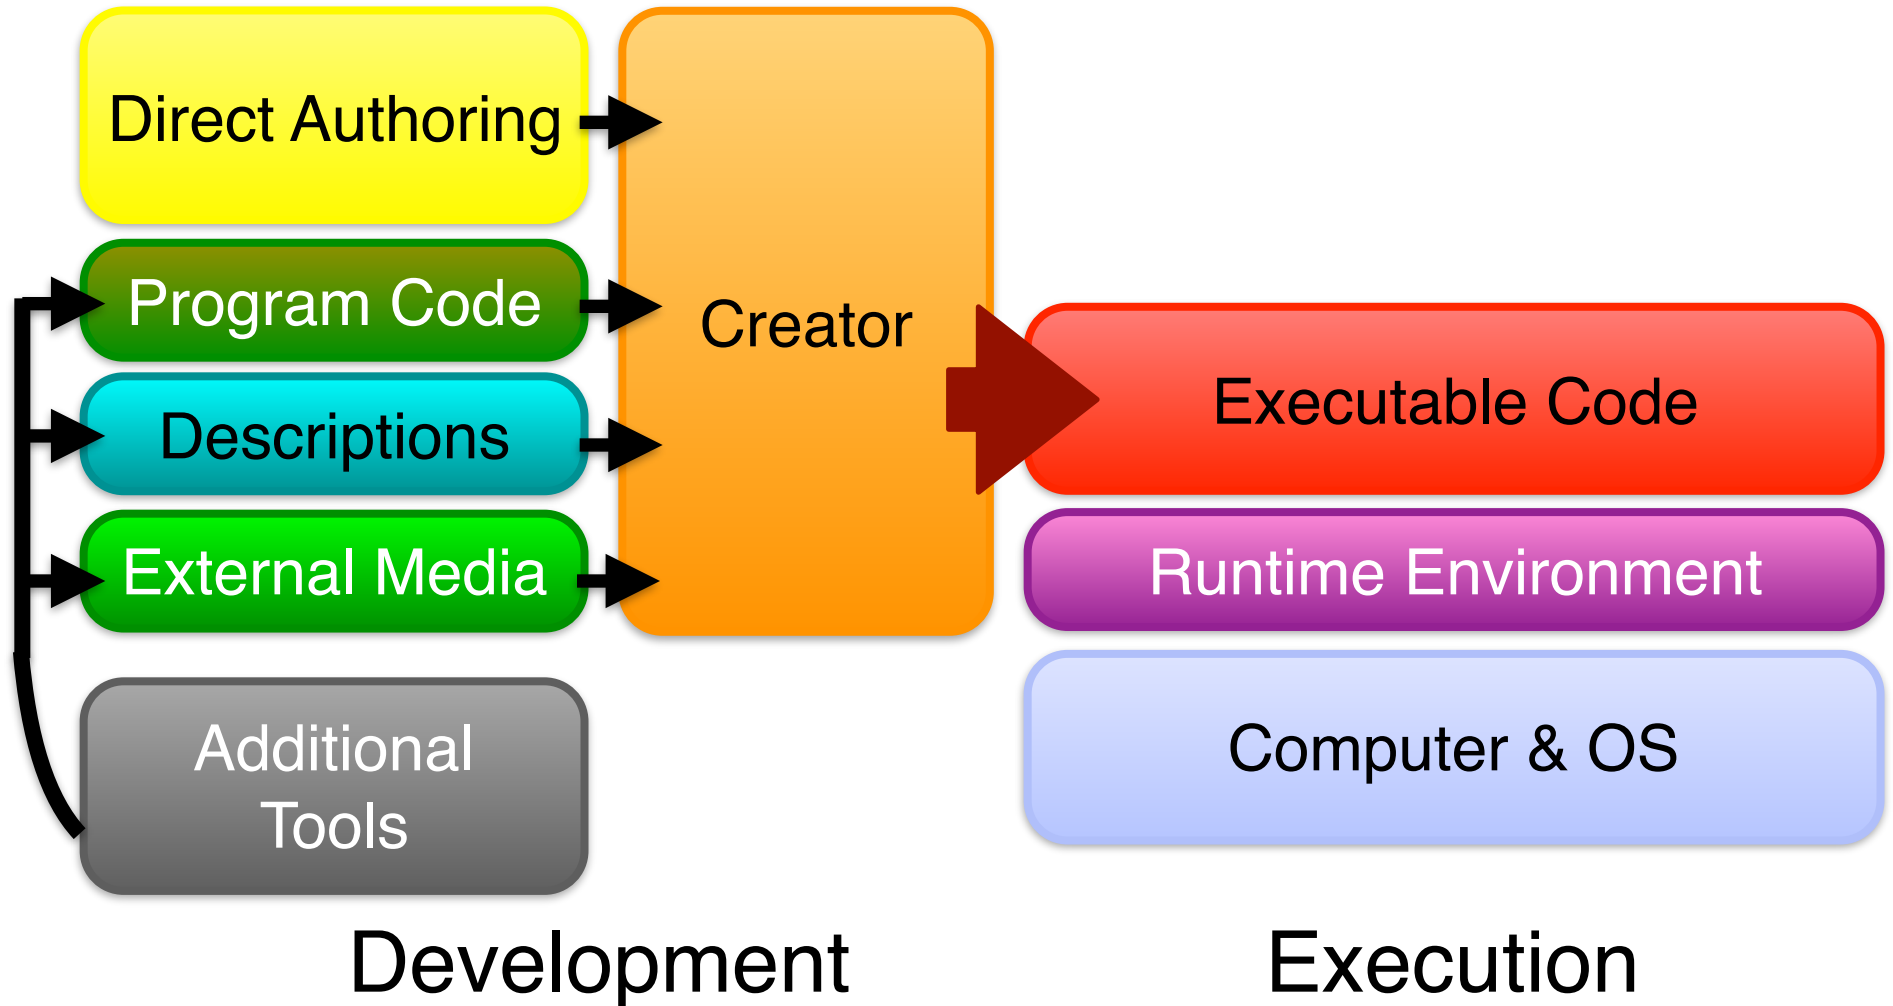 Direct Authoring
Program Code
Descriptions
External Media
Additional
Tools
Creator
Executable Code
Runtime Environment
Computer & OS
Development
Execution